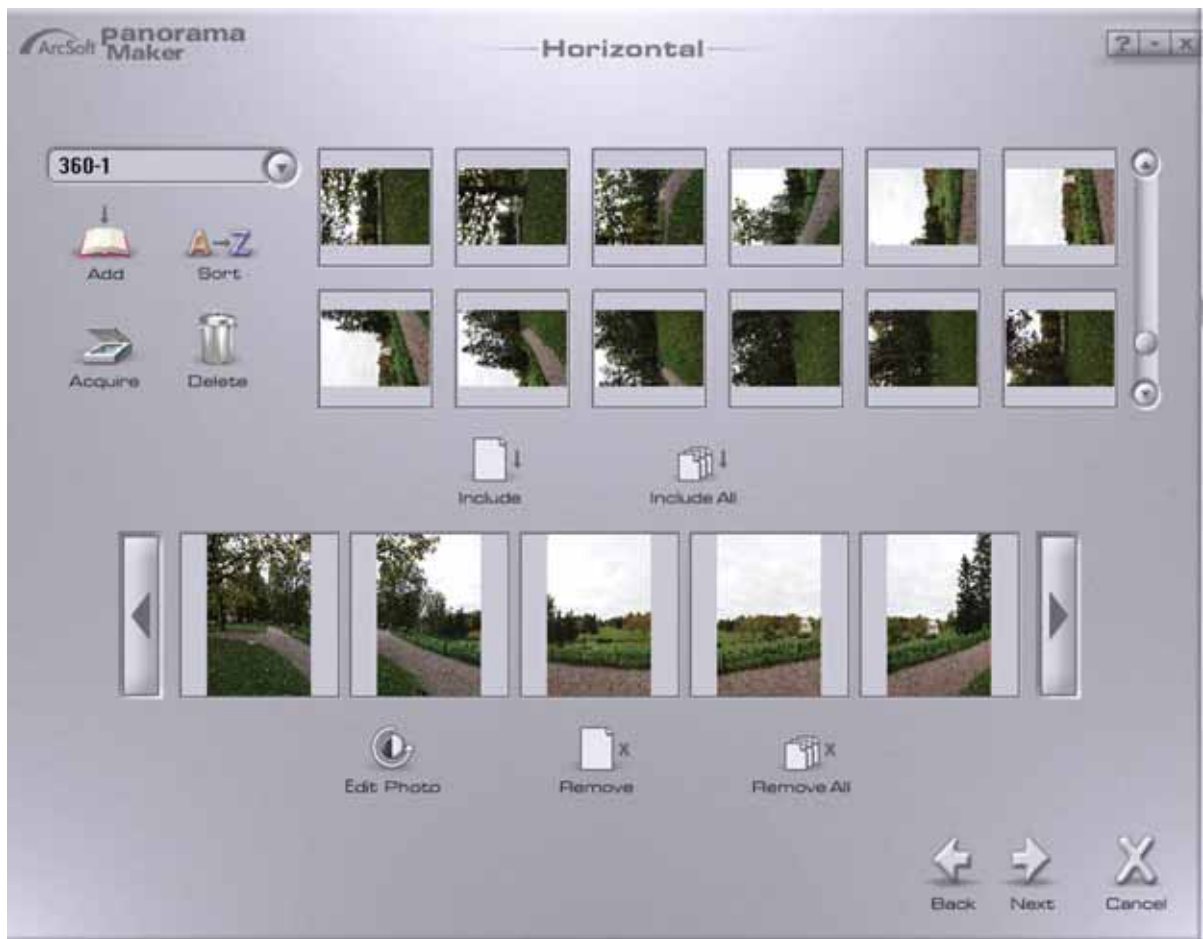 ArcSoft Panorama Maker
Horizontal
? - X
360-1
Add
A→Z
Sort
Acquire
Delete
Include
Include All
Edit Photo
X
Remove
X
Remove All
Back
Next
X
Cancel